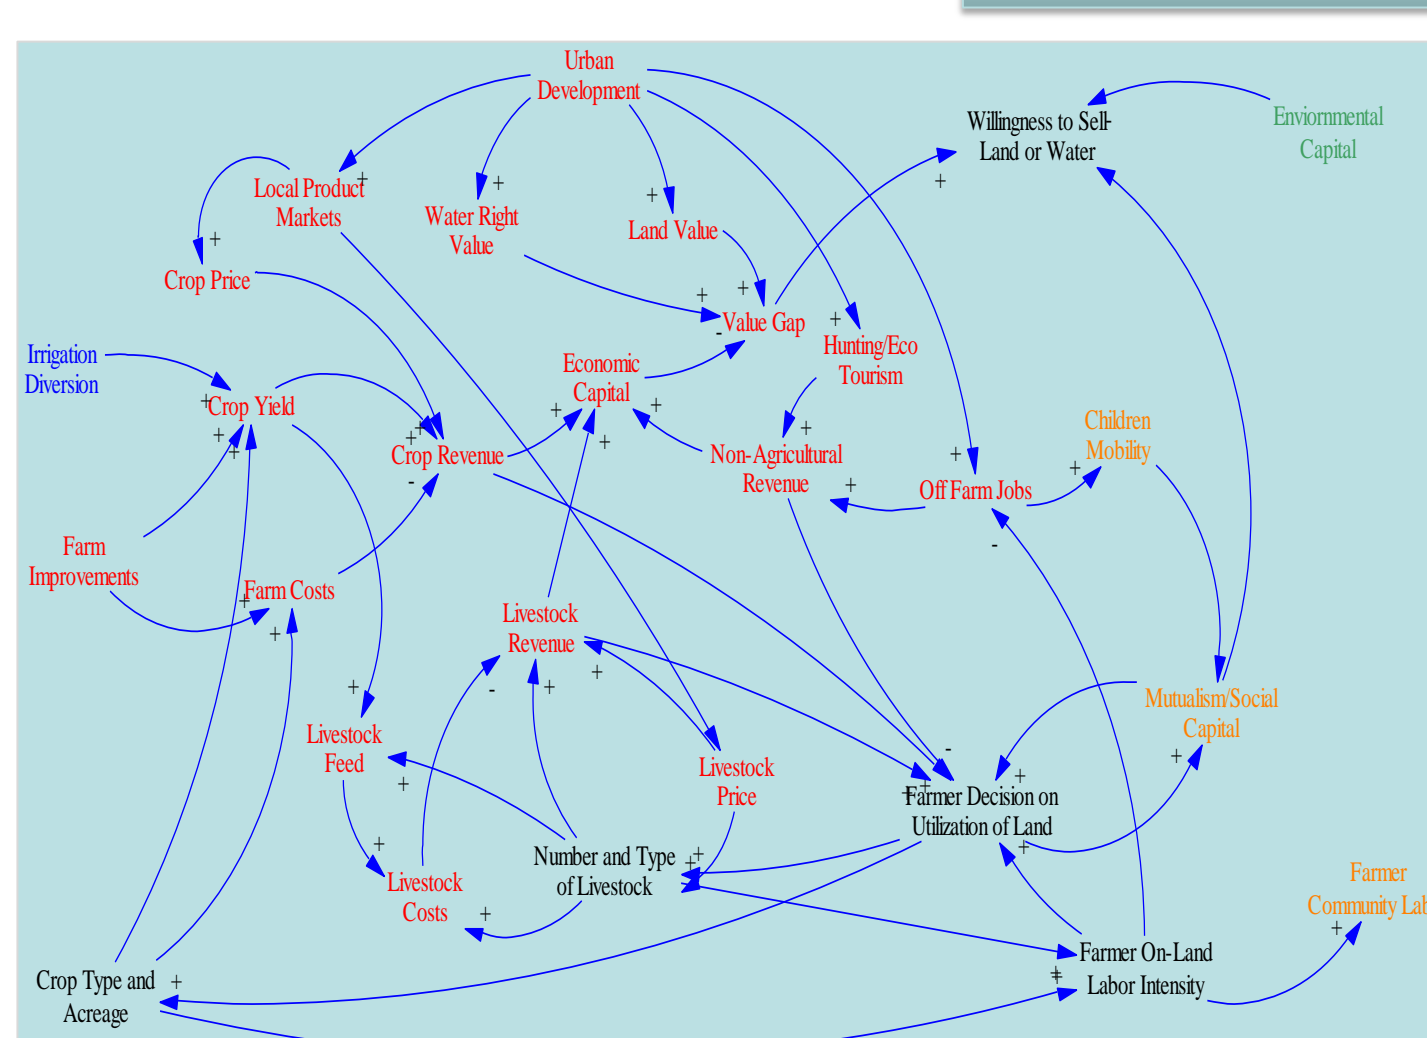 Urban
Development
Willingness to Sell-
Land or Water
Enviornmental
Capital
Local Product
Markets
Water Right
Value
Land Value
Crop Price
Value Gap
Hunting/Eco
Tourism
Irrigation
Diversion
Economic
Capital
Crop Yield
Children
Mobility
Crop Revenue
Non-Agricultural
Revenue
Off Farm Jobs
Farm
Improvements
Farm Costs
Livestock
Revenue
Mutualism/Social
Capital
Livestock
Feed
Livestock
Price
Farmer Decision on
Utilization of Land
Number and Type
of Livestock
Livestock
Costs
Farmer
Community Lab
Farmer On-Land
Labor Intensity
Crop Type and
Acreage